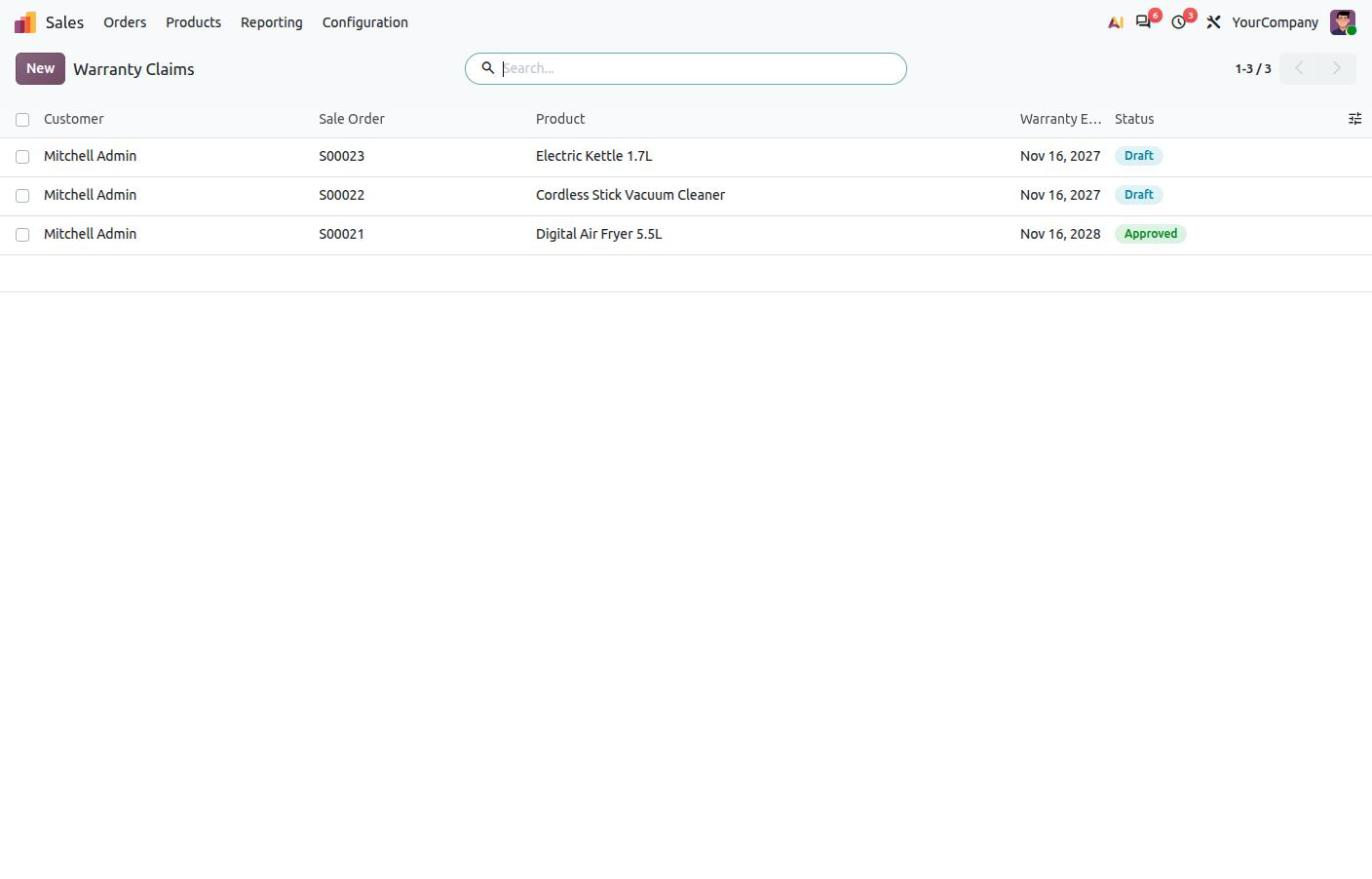 Sales Orders Products Reporting Configuration AI 6 3 YourCompany
New Warranty Claims Search... 1-3 / 3
Customer Sale Order Product Warranty E... Status
Mitchell Admin S00023 Electric Kettle 1.7L Nov 16, 2027 Draft
Mitchell Admin S00022 Cordless Stick Vacuum Cleaner Nov 16, 2027 Draft
Mitchell Admin S00021 Digital Air Fryer 5.5L Nov 16, 2028 Approved